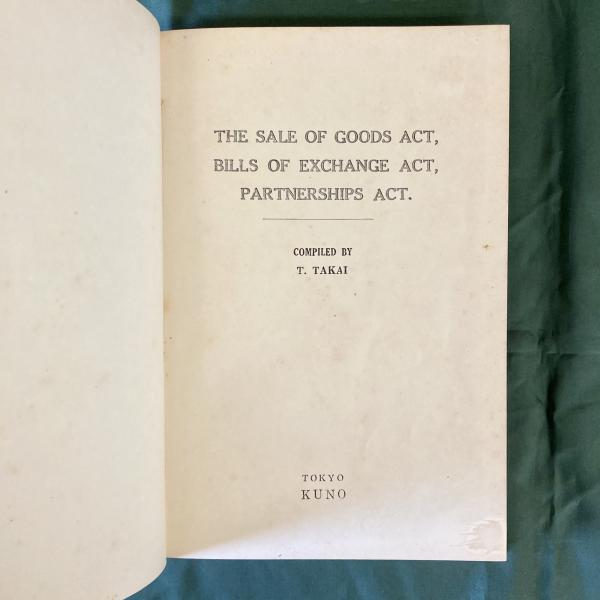 THE SALE OF GOODS ACT,
BILLS OF EXCHANGE ACT,
PARTNERSHIPS ACT.
COMPILED BY
T. TAKAI
TOKYO
KUNO